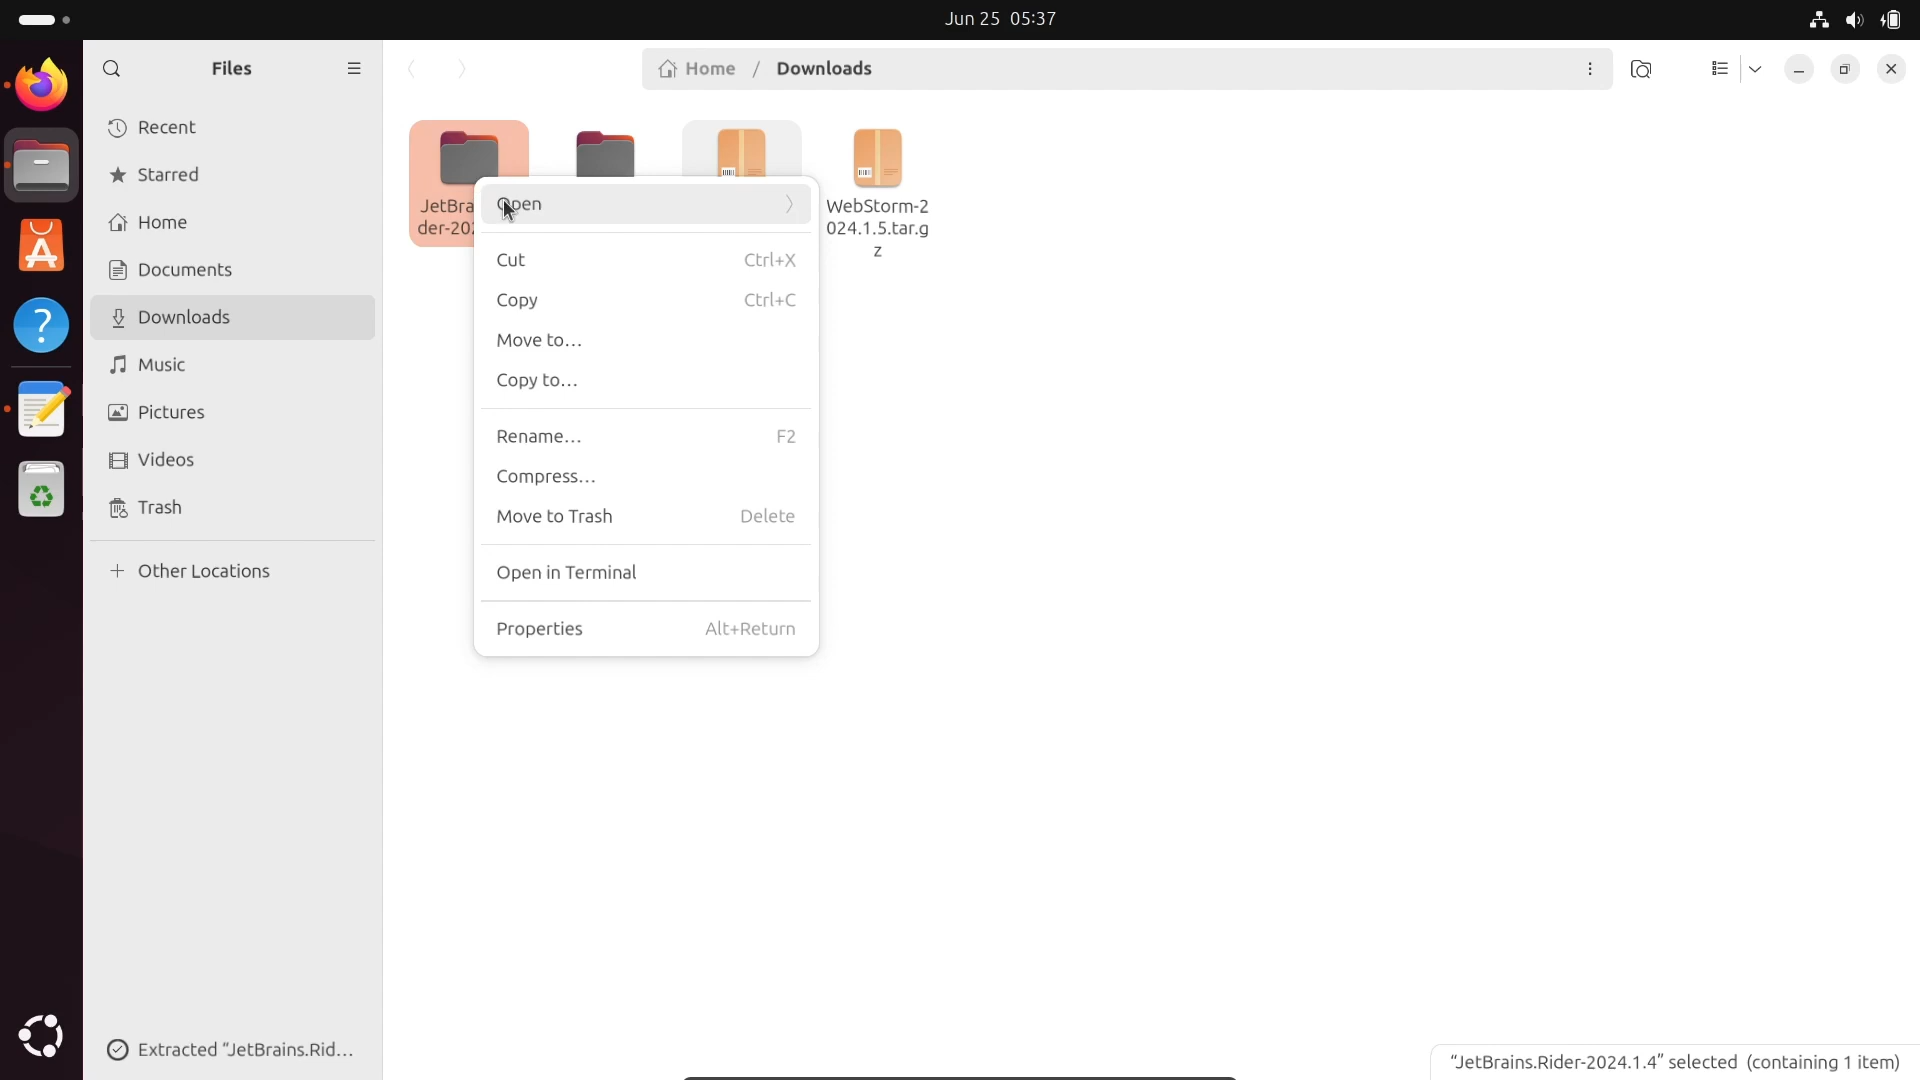 Jun 25 05:37
Files
Home / Downloads
Recent
Starred
Home
Documents
Downloads
Music
Pictures
Videos
Trash
Other Locations
JetBra
der-202
WebStorm-2
024.1.5.tar.g
z
Open
Cut Ctrl+X
Copy Ctrl+C
Move to…
Copy to…
Rename… F2
Compress…
Move to Trash Delete
Open in Terminal
Properties Alt+Return
Extracted “JetBrains.Rid…
“JetBrains.Rider-2024.1.4” selected (containing 1 item)